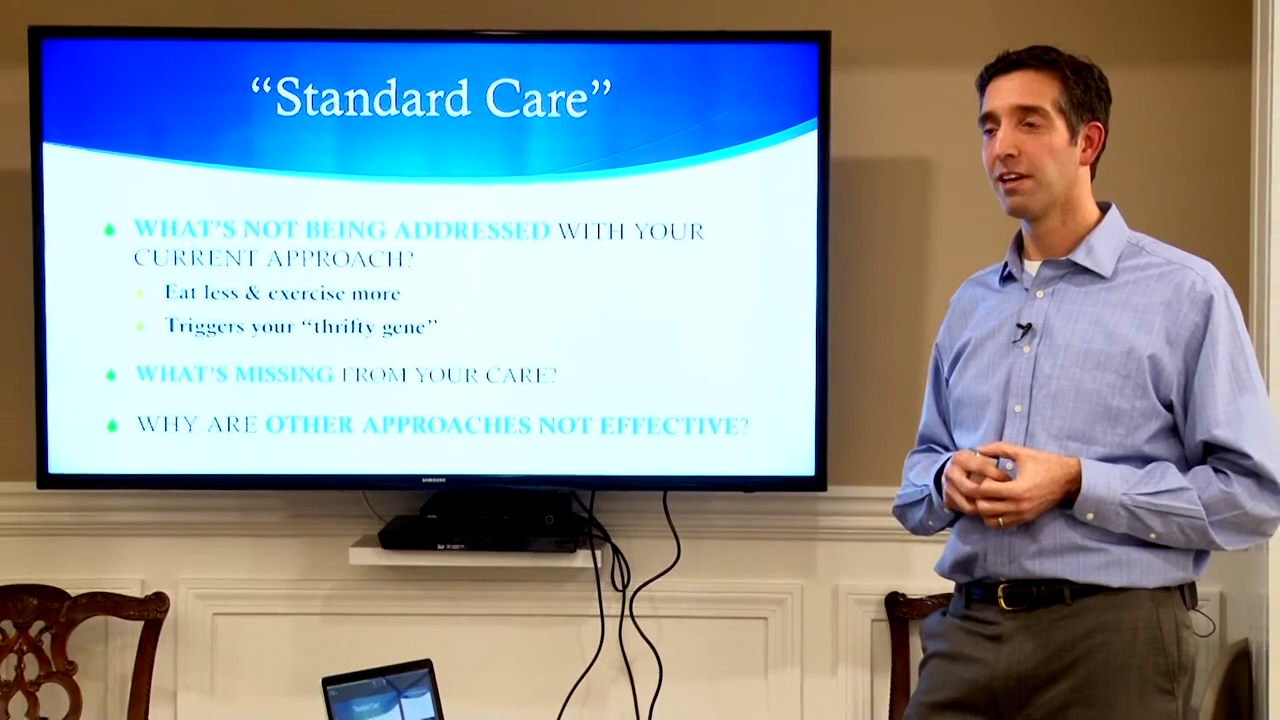 “Standard Care”
WHAT’S NOT BEING ADDRESSED WITH YOUR
CURRENT APPROACH?
Eat less & exercise more
Triggers your “thrifty gene”
WHAT’S MISSING FROM YOUR CARE?
WHY ARE OTHER APPROACHES NOT EFFECTIVE?
SAMSUNG